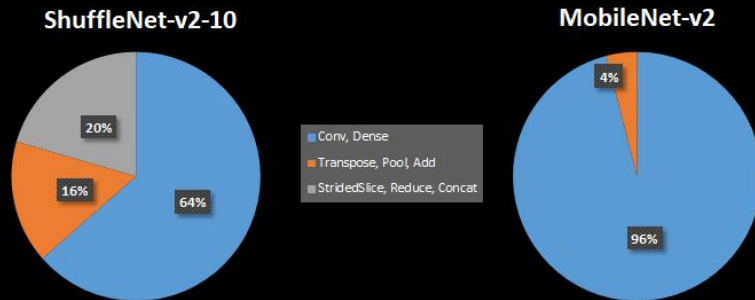 ShuffleNet-v2-10
MobileNet-v2
20%
16%
64%
Conv, Dense
Transpose, Pool, Add
StridedSlice, Reduce, Concat
4%
96%